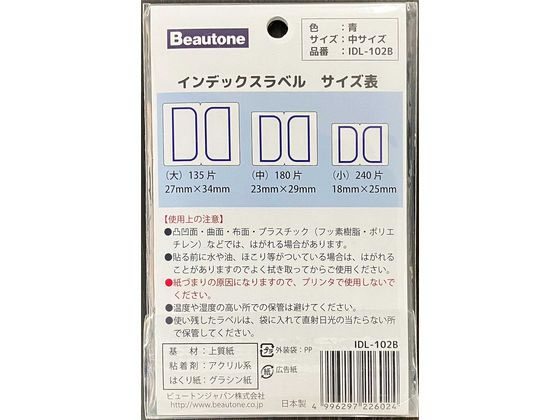 Beautone
色 : 青
サイズ : 中サイズ
品番 : IDL-102B
インデックスラベル サイズ表
(大) 135片
27mm×34mm
(中) 180片
23mm×29mm
(小) 240片
18mm×25mm
【使用上の注意】
●凸凹面・曲面・布面・プラスチック(フッ素樹脂・ポリエ
チレン)などでは、はがれる場合があります。
●貼る前に水や油、ほこり等がついている場合は、はがれる
ことがありますのでよく拭き取ってからご使用ください。
●紙づまりの原因になりますので、プリンタで使用しないで
ください。
●温度や湿度の高い所での保管は避けてください。
●使い残したラベルは、袋に入れて直射日光の当たらない所
で保管してください。
基材:上質紙
粘着剤:アクリル系
はくり紙:グラシン紙
プラ 外装袋:PP
紙 広告紙
ビュートンジャパン株式会社
http://www.beautone.co.jp
日本製
IDL-102B
4 996297 226024